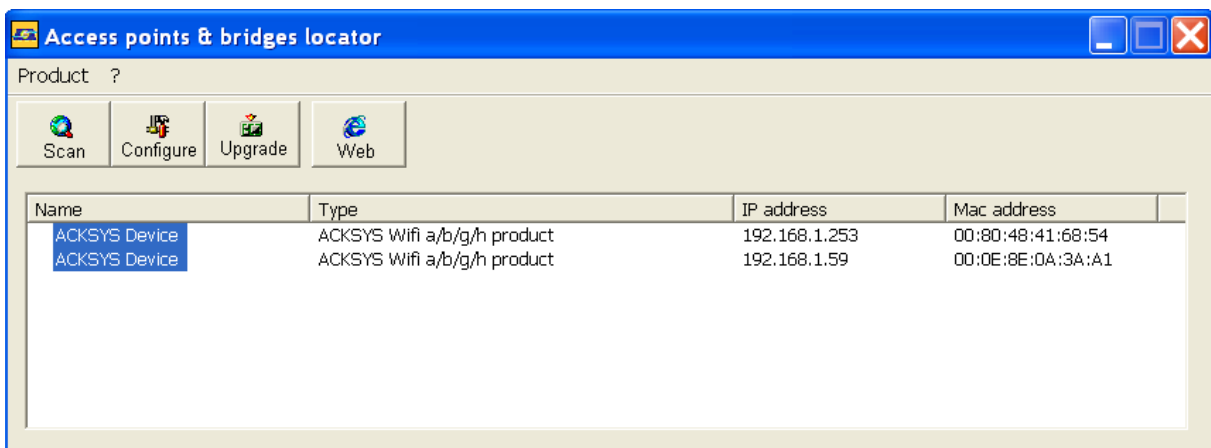 Access points & bridges locator
Product ?
Scan Configure Upgrade Web
Name Type IP address Mac address
ACKSYS Device ACKSYS Wifi a/b/g/h product 192.168.1.253 00:80:48:41:68:54
ACKSYS Device ACKSYS Wifi a/b/g/h product 192.168.1.59 00:0E:8E:0A:3A:A1